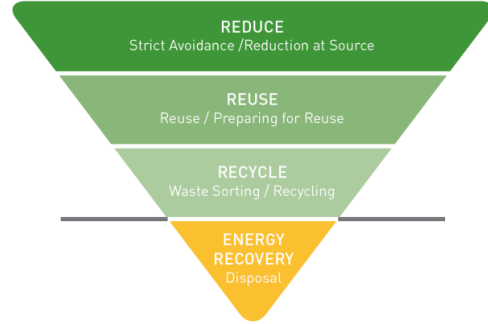 REDUCE
Strict Avoidance /Reduction at Source
REUSE
Reuse / Preparing for Reuse
RECYCLE
Waste Sorting / Recycling
ENERGY
RECOVERY
Disposal